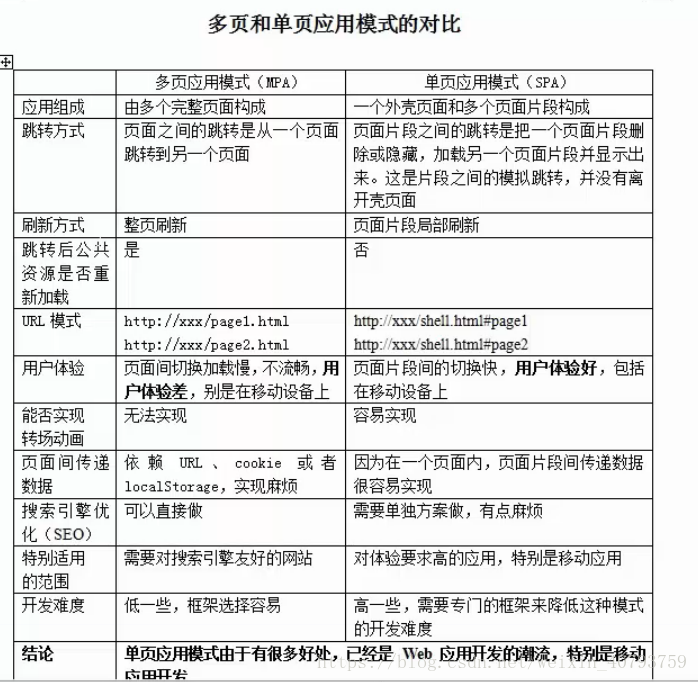 多页和单页应用模式的对比
多页应用模式（MPA）
单页应用模式（SPA）
应用组成
由多个完整页面构成
一个外壳页面和多个页面片段构成
跳转方式
页面之间的跳转是从一个页面
跳转到另一个页面
页面片段之间的跳转是把一个页面片段删
除或隐藏，加载另一个页面片段并显示出
来。这是片段之间的模拟跳转，并没有离
开壳页面
刷新方式
整页刷新
页面片段局部刷新
跳转后公共
资源是否重
新加载
是
否
URL 模式
http://xxx/page1.html
http://xxx/page2.html
http://xxx/shell.html#page1
http://xxx/shell.html#page2
用户体验
页面间切换加载慢，不流畅，用
户体验差，别是在移动设备上
页面片段间的切换快，用户体验好，包括
在移动设备上
能否实现
转场动画
无法实现
容易实现
页面间传递
数据
依赖 URL、cookie 或者
localStorage，实现麻烦
因为在一个页面内，页面片段间传递数据
很容易实现
搜索引擎优
化（SEO）
可以直接做
需要单独方案做，有点麻烦
特别适用
的范围
需要对搜索引擎友好的网站
对体验要求高的应用，特别是移动应用
开发难度
低一些，框架选择容易
高一些，需要专门的框架来降低这种模式
的开发难度
结论
单页应用模式由于有很多好处，已经是 Web 应用开发的潮流，特别是移动
应用开发
https://blog.csdn.net/weixin_40793759